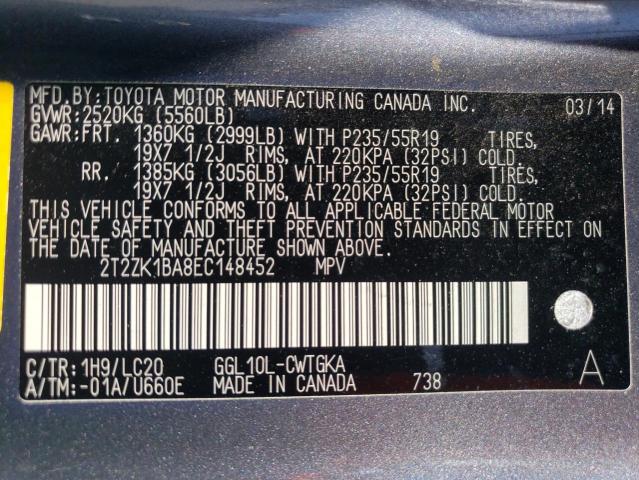 MFD.BY:TOYOTA MOTOR MANUFACTURING CANADA INC. 03/14
GVWR:2520KG (5560LB)
GAWR:FRT. 1360KG (2999LB) WITH P235/55R19 TIRES,
19X7 1/2J RIMS, AT 220KPA (32PSI) COLD.
RR. 1385KG (3056LB) WITH P235/55R19 TIRES,
19X7 1/2J RIMS, AT 220KPA (32PSI) COLD.
THIS VEHICLE CONFORMS TO ALL APPLICABLE FEDERAL MOTOR
VEHICLE SAFETY AND THEFT PREVENTION STANDARDS IN EFFECT ON
THE DATE OF MANUFACTURE SHOWN ABOVE.
2T2ZK1BA8EC148452 MPV
C/TR:1H9/LC20 GGL10L-CWTGKA A
A/TM:-01A/U660E MADE IN CANADA 738